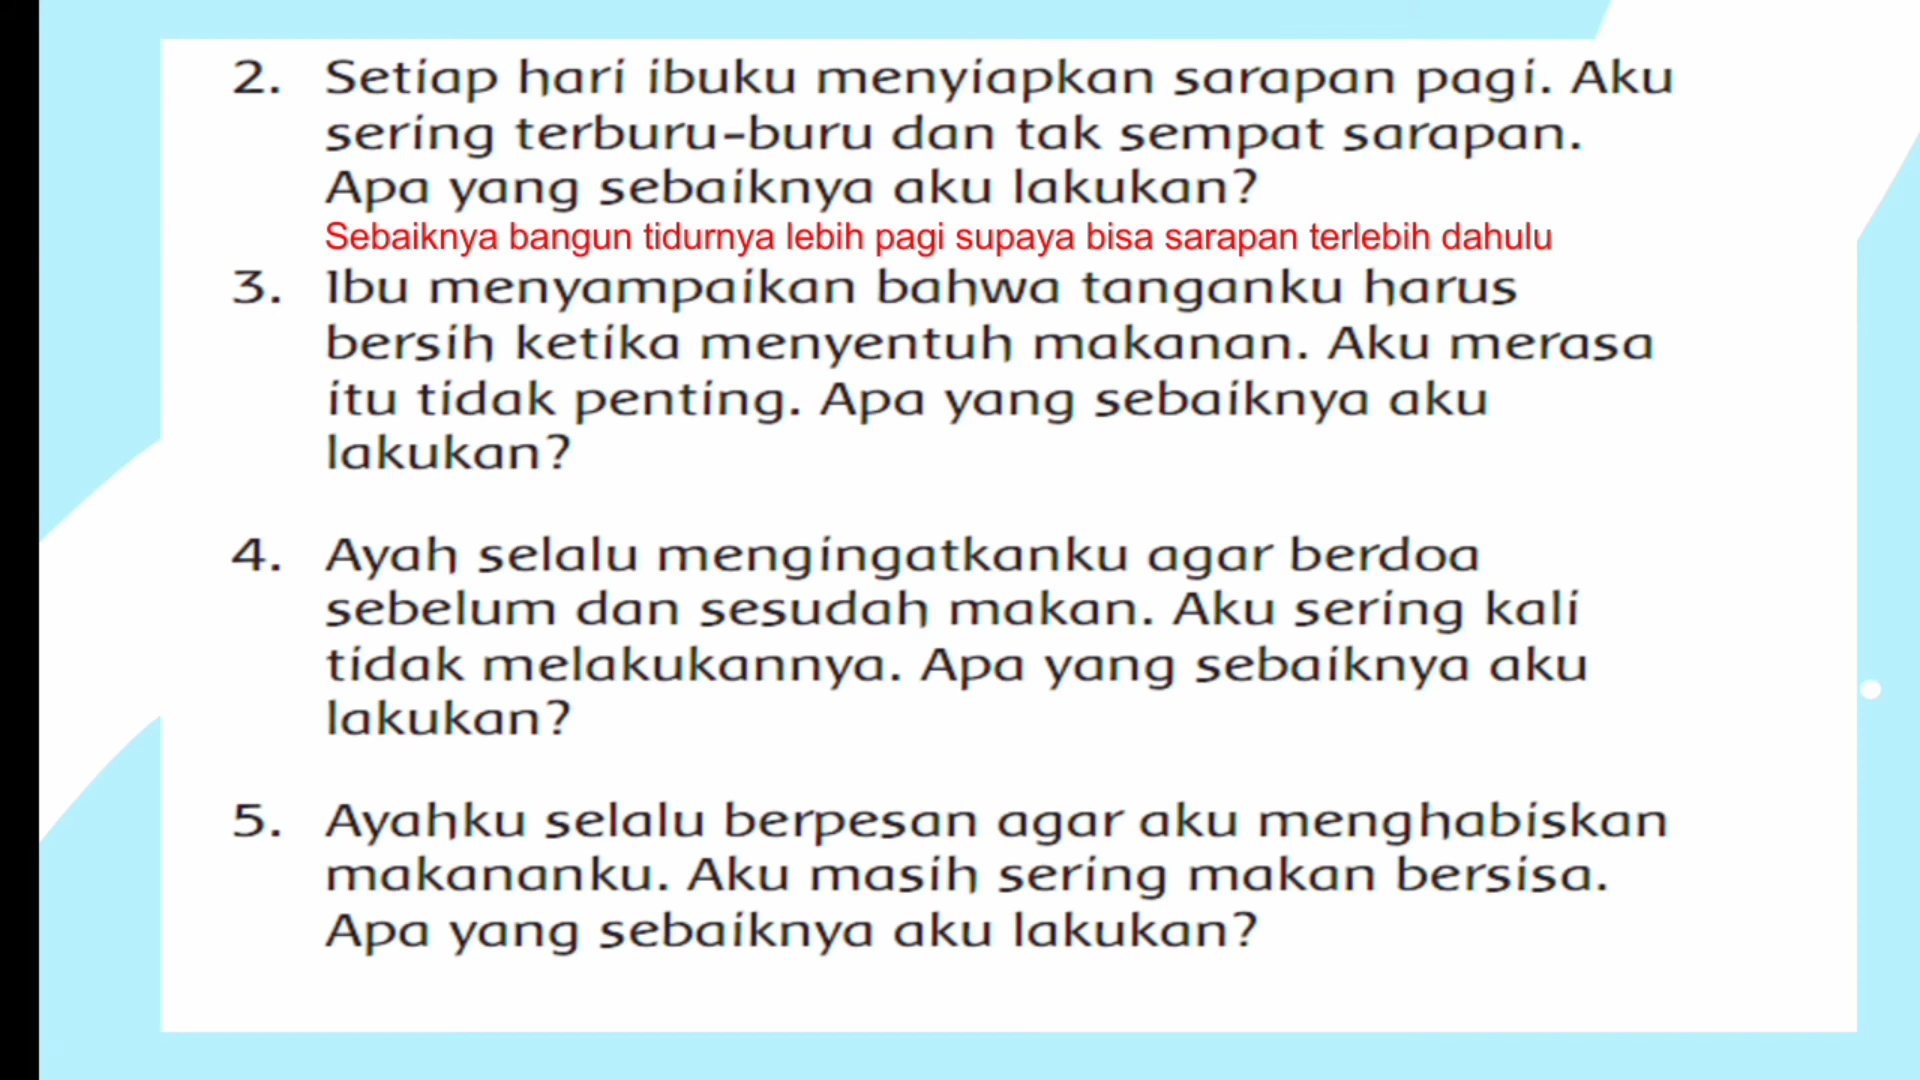 2. Setiap hari ibuku menyiapkan sarapan pagi. Aku
sering terburu-buru dan tak sempat sarapan.
Apa yang sebaiknya aku lakukan?
Sebaiknya bangun tidurnya lebih pagi supaya bisa sarapan terlebih dahulu
3. Ibu menyampaikan bahwa tanganku harus
bersih ketika menyentuh makanan. Aku merasa
itu tidak penting. Apa yang sebaiknya aku
lakukan?
4. Ayah selalu mengingatkanku agar berdoa
sebelum dan sesudah makan. Aku sering kali
tidak melakukannya. Apa yang sebaiknya aku
lakukan?
5. Ayahku selalu berpesan agar aku menghabiskan
makananku. Aku masih sering makan bersisa.
Apa yang sebaiknya aku lakukan?